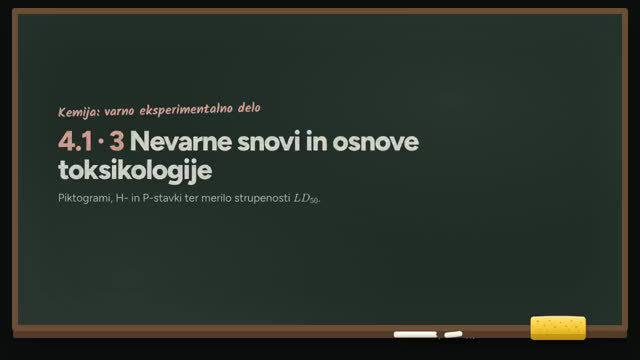 Kemija: varno eksperimentalno delo
4.1 · 3 Nevarne snovi in osnove
toksikologije
Piktogrami, H- in P-stavki ter merilo strupenosti LD₅₀.